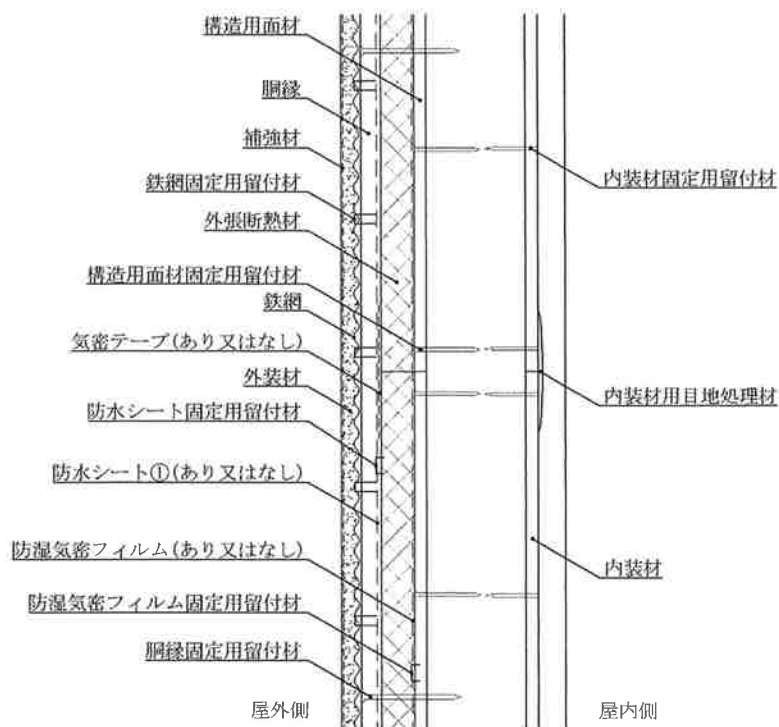 構造用面材
胴縁
補強材
鉄網固定用留付材
外張断熱材
構造用面材固定用留付材
鉄網
気密テープ(あり又はなし)
外装材
防水シート固定用留付材
防水シート①(あり又はなし)
防湿気密フィルム(あり又はなし)
防湿気密フィルム固定用留付材
胴縁固定用留付材
屋外側
内装材固定用留付材
内装材用目地処理材
内装材
屋内側